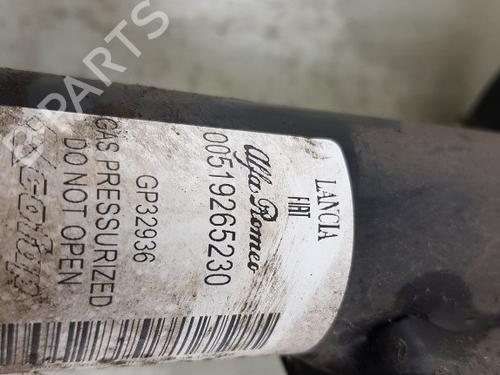 LANCIA
FIAT
Alfa Romeo
00519265230
GP32936
GAS PRESSURIZED
DO NOT OPEN
B PARTS